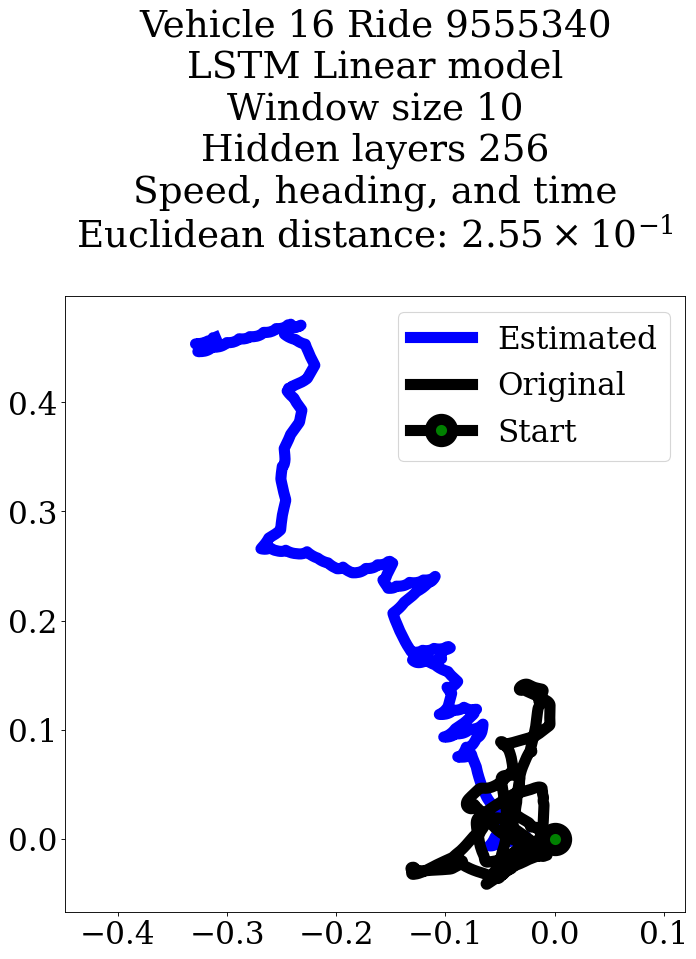 Vehicle 16 Ride 9555340
LSTM Linear model
Window size 10
Hidden layers 256
Speed, heading, and time
Euclidean distance: 2.55 × 10⁻¹
Estimated
Original
Start
0.4
0.3
0.2
0.1
0.0
−0.4 −0.3 −0.2 −0.1 0.0 0.1